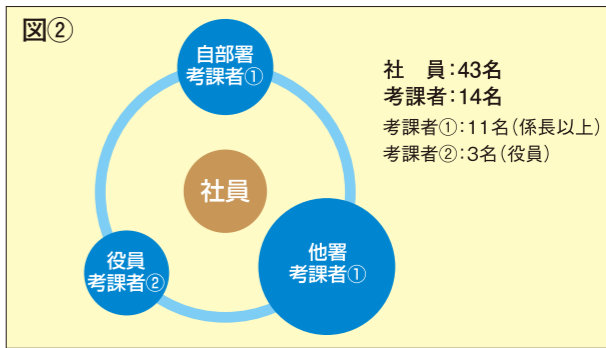 図②
自部署
考課者①
社員
役員
考課者②
他署
考課者①
社　員：43名
考課者：14名
考課者①：11名（係長以上）
考課者②：3名（役員）